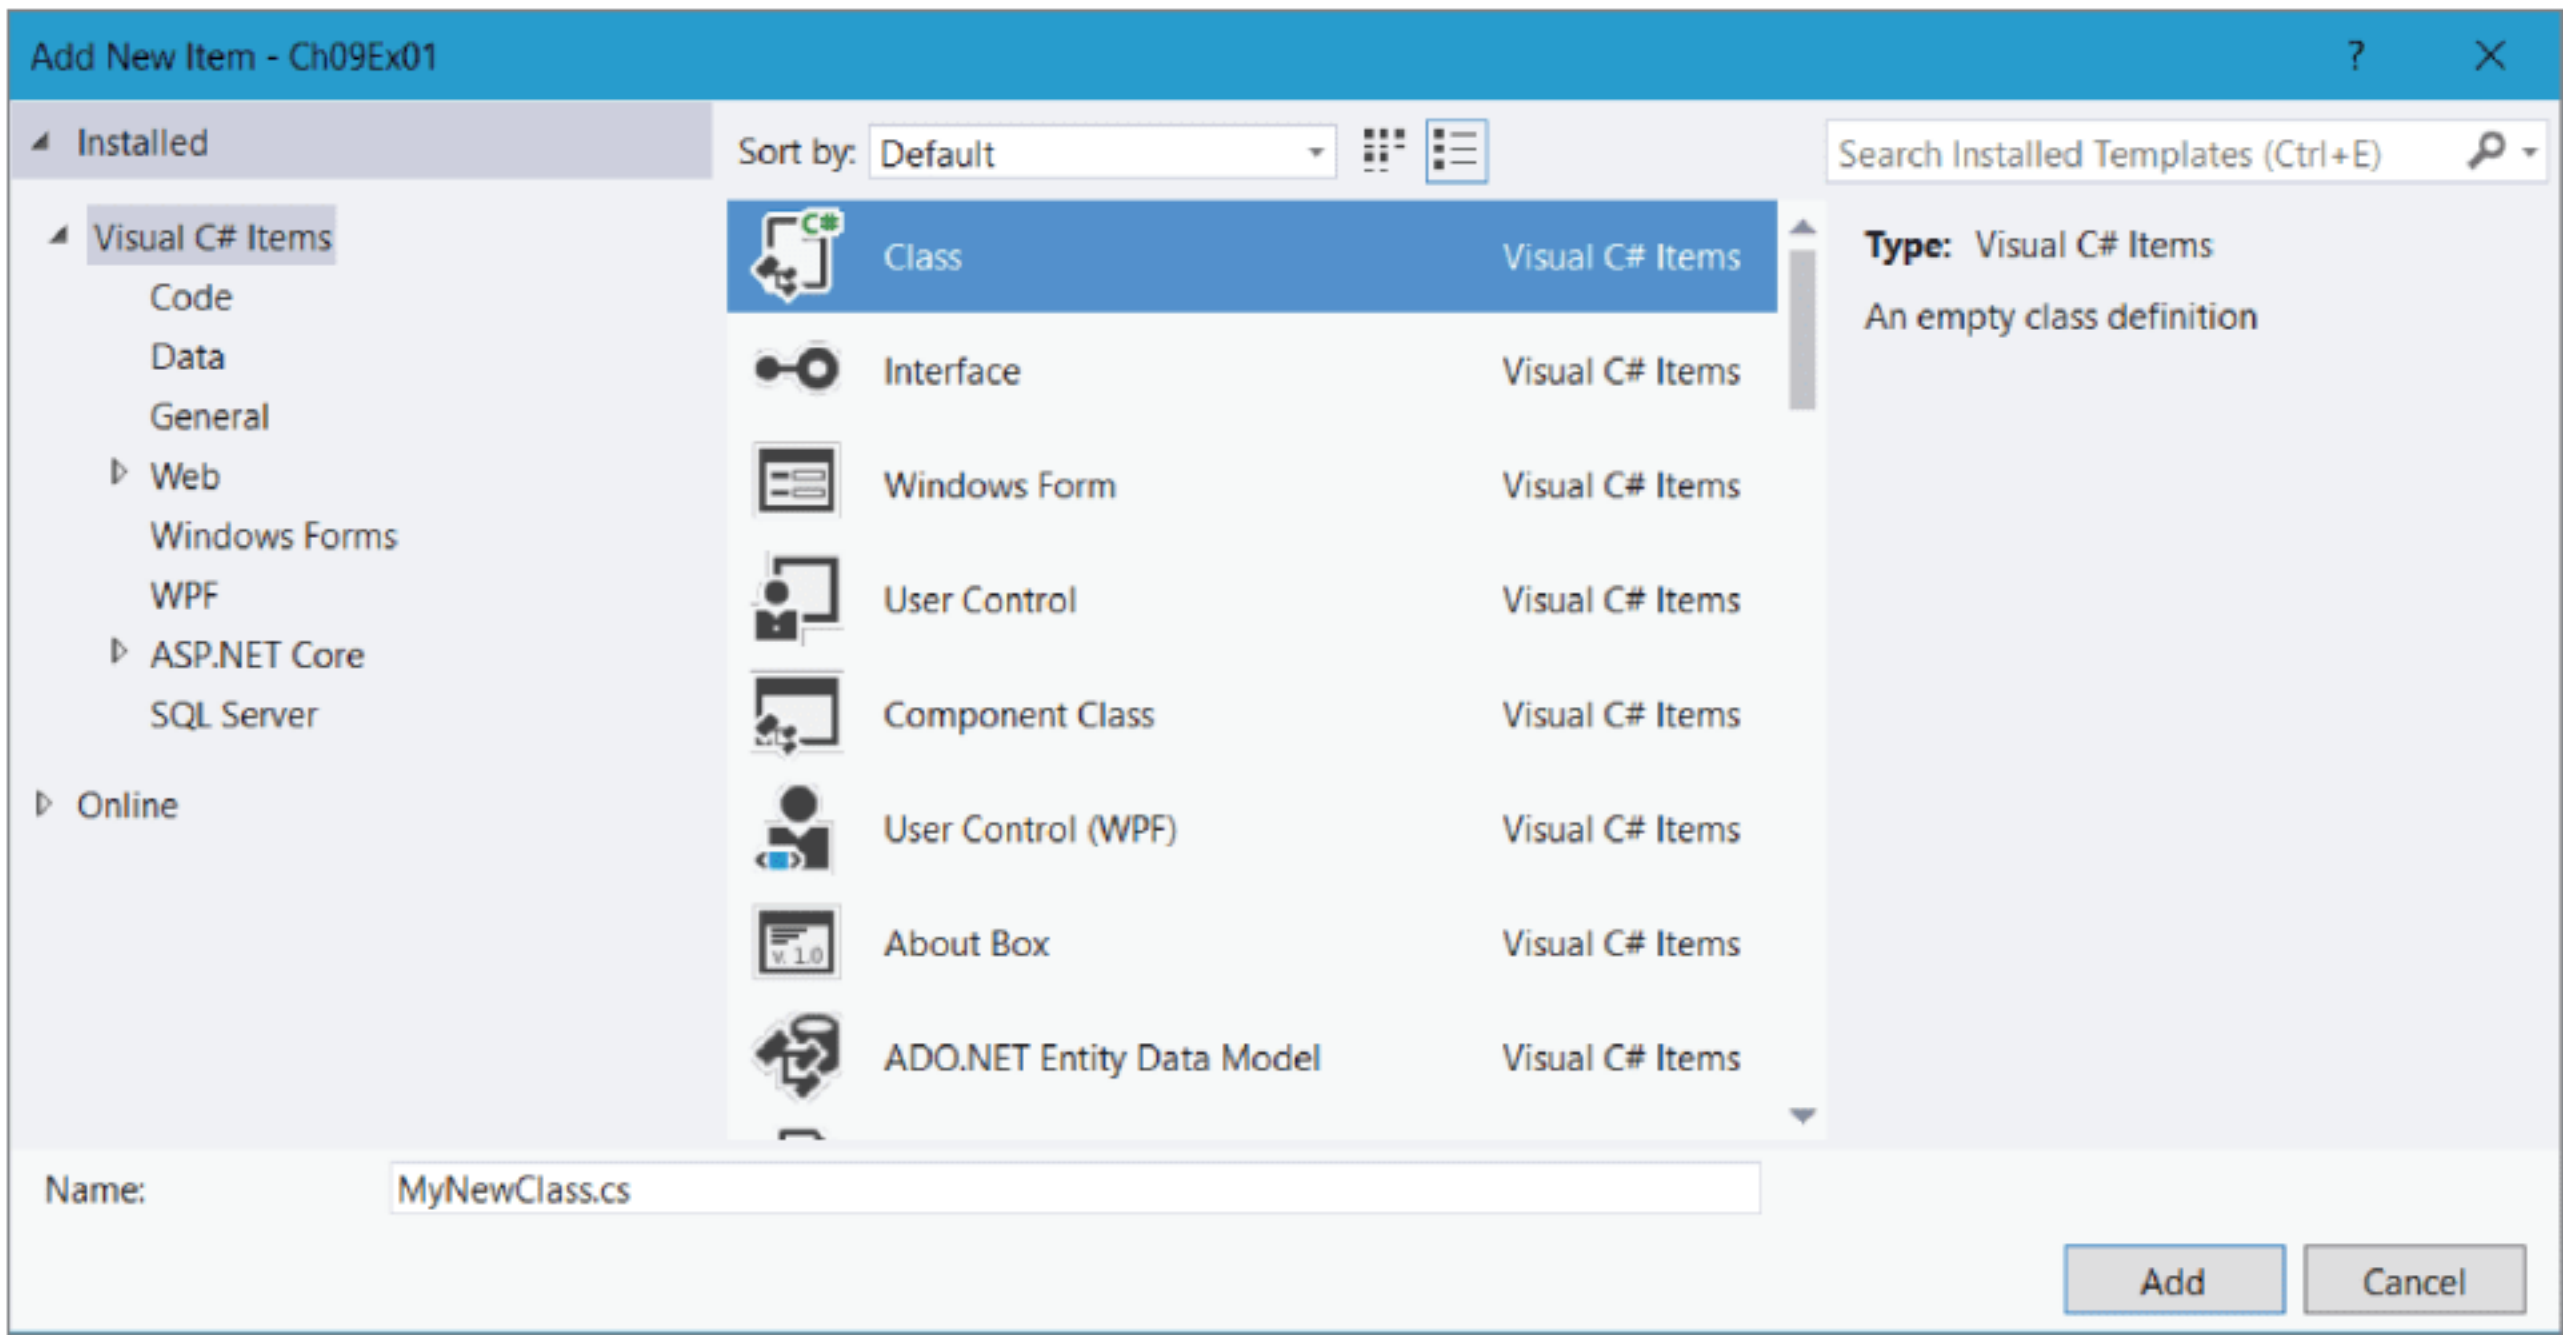 Add New Item - Ch09Ex01
?
Installed
Visual C# Items
Code
Data
General
Web
Windows Forms
WPF
ASP.NET Core
SQL Server
Online
Sort by: Default
Search Installed Templates (Ctrl+E)
C#
Class Visual C# Items
Interface Visual C# Items
Windows Form Visual C# Items
User Control Visual C# Items
Component Class Visual C# Items
User Control (WPF) Visual C# Items
v. 1.0
About Box Visual C# Items
ADO.NET Entity Data Model Visual C# Items
Type: Visual C# Items
An empty class definition
Name: MyNewClass.cs
Add Cancel